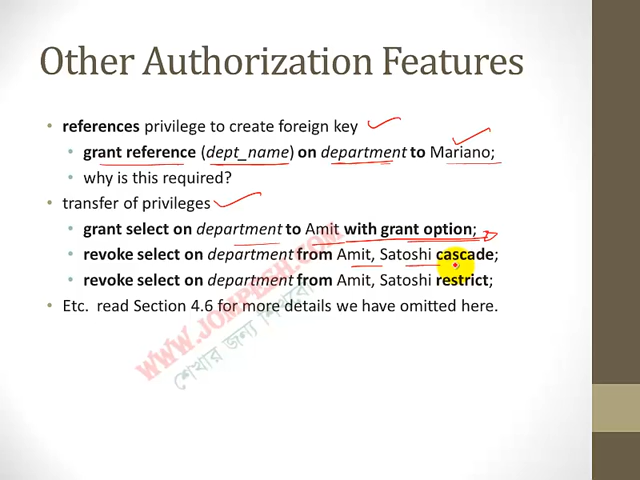 Other Authorization Features
• references privilege to create foreign key
• grant reference (dept_name) on department to Mariano;
• why is this required?
• transfer of privileges
• grant select on department to Amit with grant option;
• revoke select on department from Amit, Satoshi cascade;
• revoke select on department from Amit, Satoshi restrict;
• Etc. read Section 4.6 for more details we have omitted here.
WWW.JOMPESH.COM
শেখার জন্য শিখবো